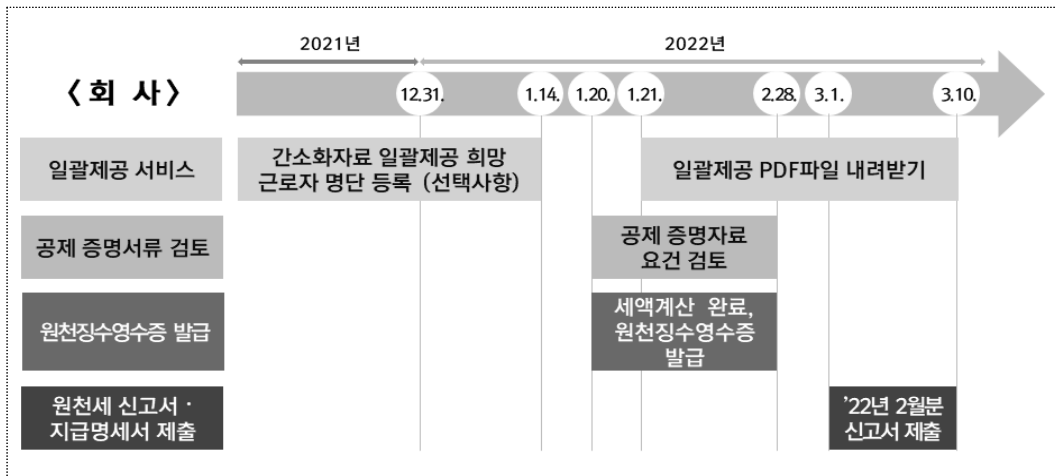 2021년
2022년
〈회 사〉
12.31.
1.14.
1.20.
1.21.
2.28.
3.1.
3.10.
일괄제공 서비스
간소화자료 일괄제공 희망
근로자 명단 등록 (선택사항)
일괄제공 PDF파일 내려받기
공제 증명서류 검토
공제 증명자료
요건 검토
원천징수영수증 발급
세액계산 완료,
원천징수영수증
발급
원천세 신고서 ·
지급명세서 제출
’22년 2월분
신고서 제출